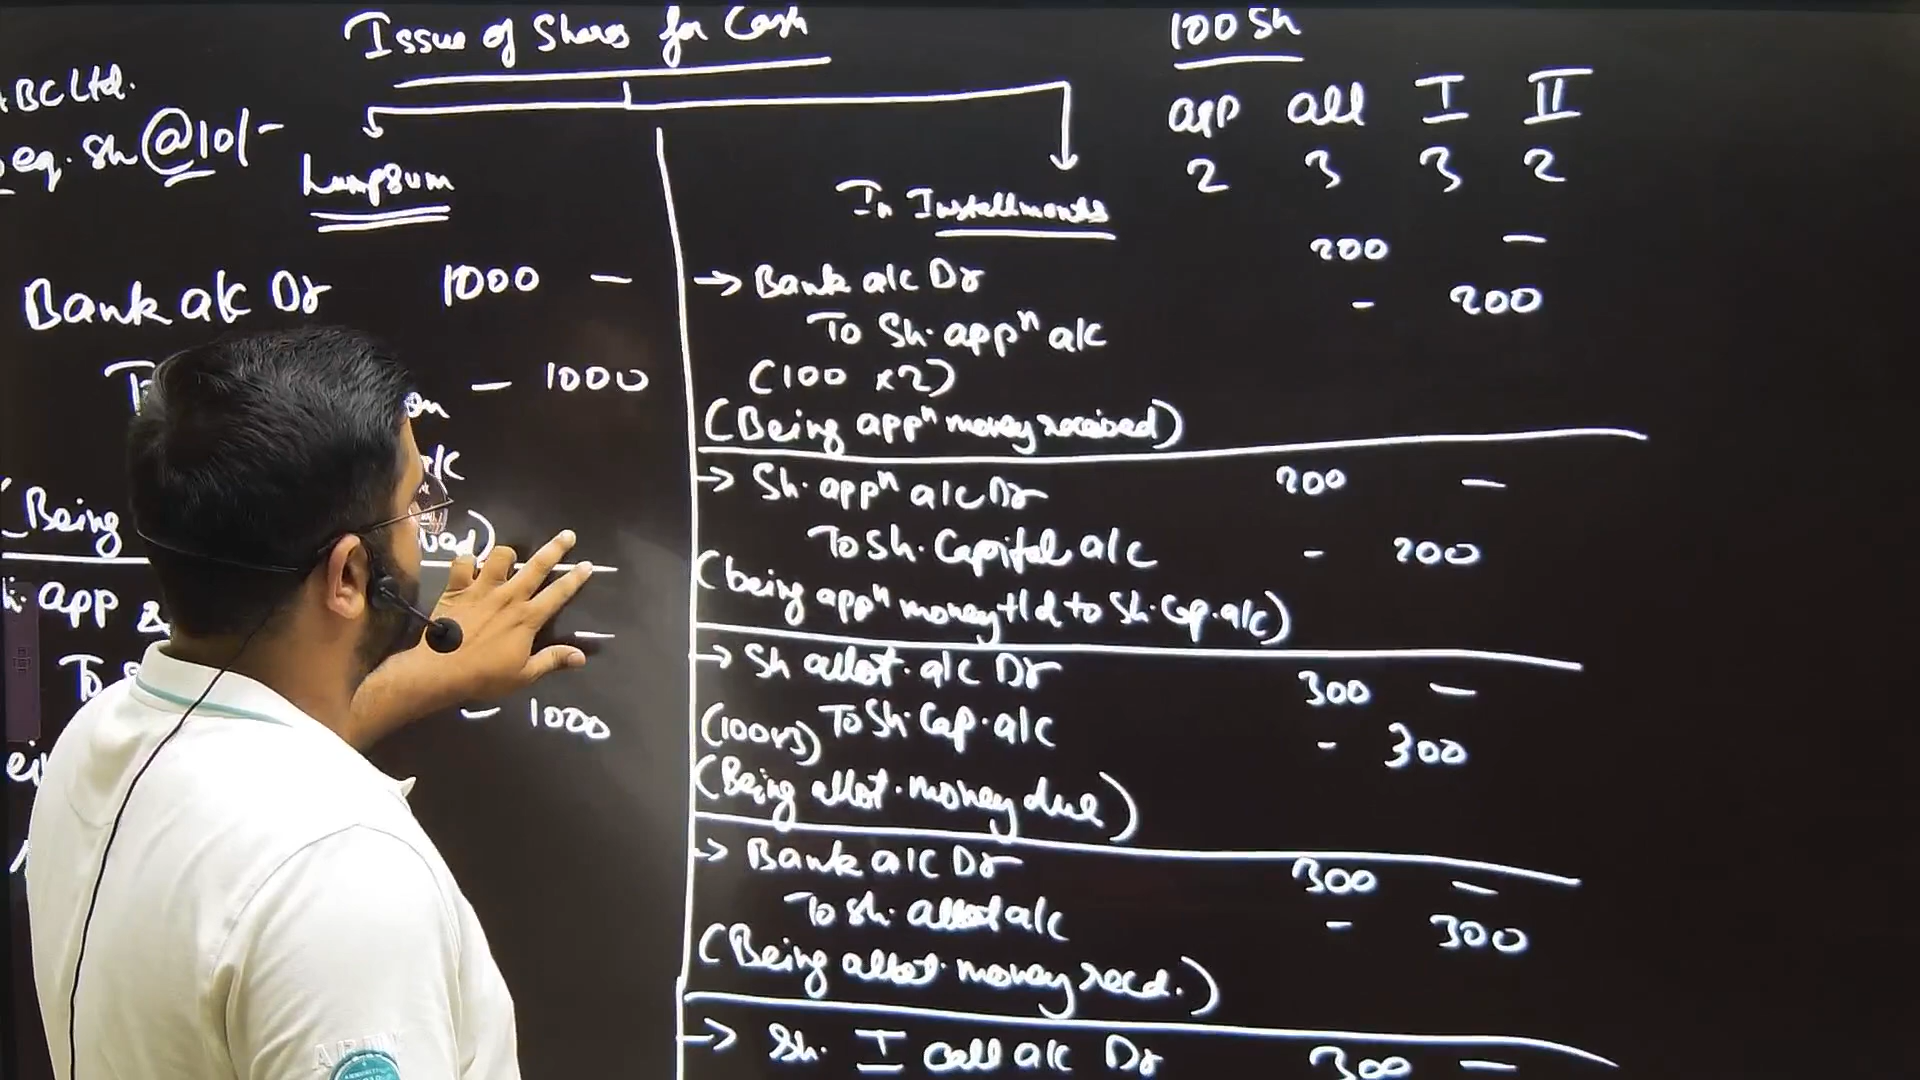 Issue of Shares for Cash
100 Sh
BC Ltd.
app all I II
eq. Sh @10/-
2 3 3 2
Lumpsum
In Installments
Bank a/c Dr 1000 —
— 1000
on
a/c
(Being
app &
To
— 1000
→ Bank a/c Dr 200 —
To Sh. appⁿ a/c - 200
(100 x2)
(Being appⁿ money received)
→ Sh. appⁿ a/c Dr 200 —
To Sh. Capital a/c - 200
(being appⁿ money t/d to Sh. Cap. a/c)
→ Sh allot. a/c Dr 300 —
(100x3) To Sh. Cap. a/c - 300
(Being allot. money due)
→ Bank a/c Dr 300 —
To Sh. allot a/c - 300
(Being allot. money recd.)
→ Sh. I call a/c Dr 300 —